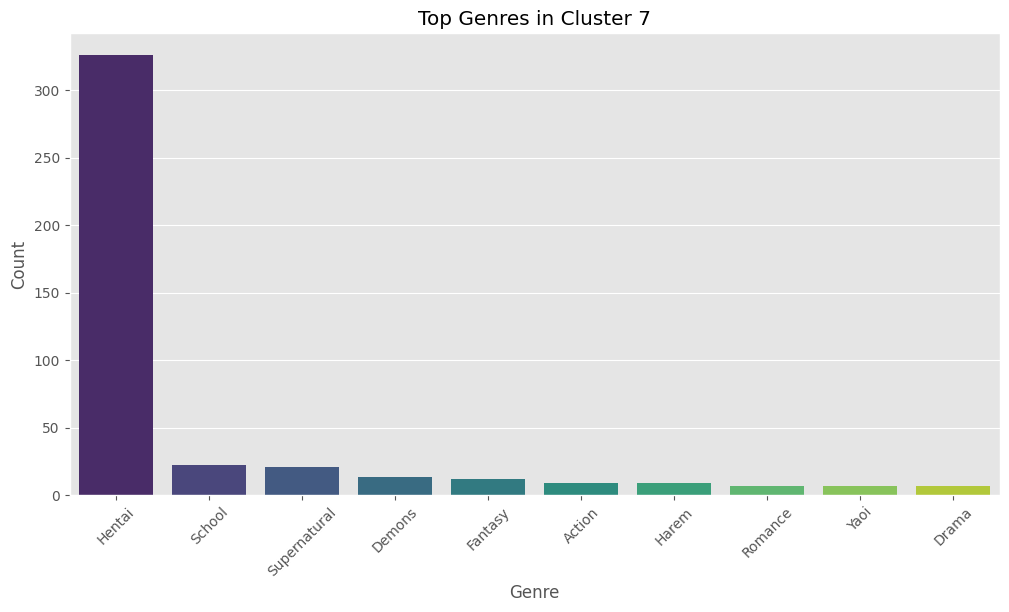 Top Genres in Cluster 7
Count
300
250
200
150
100
50
0
Hentai
School
Supernatural
Demons
Fantasy
Action
Harem
Romance
Yaoi
Drama
Genre